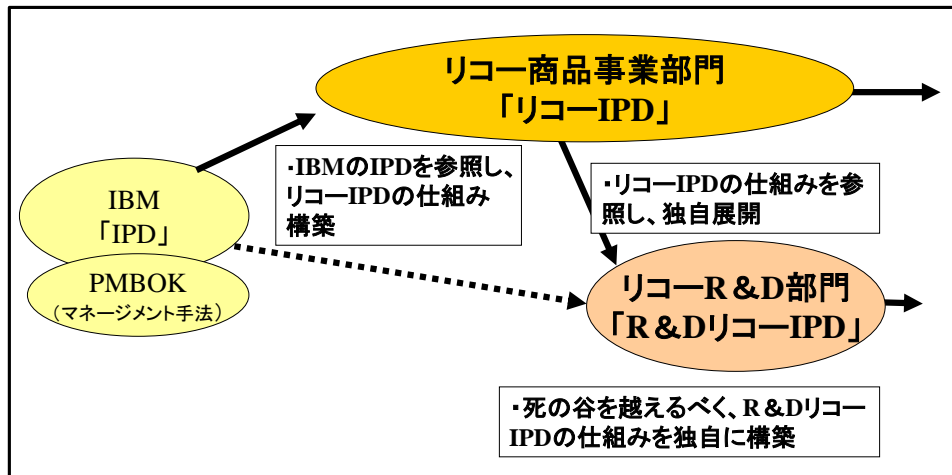 リコー商品事業部門
「リコーIPD」
・IBMのIPDを参照し、
リコーIPDの仕組み
構築
・リコーIPDの仕組みを参
照し、独自展開
IBM
「IPD」
PMBOK
（マネージメント手法）
リコーR＆D部門
「R＆DリコーIPD」
・死の谷を越えるべく、R＆Dリコー
IPDの仕組みを独自に構築